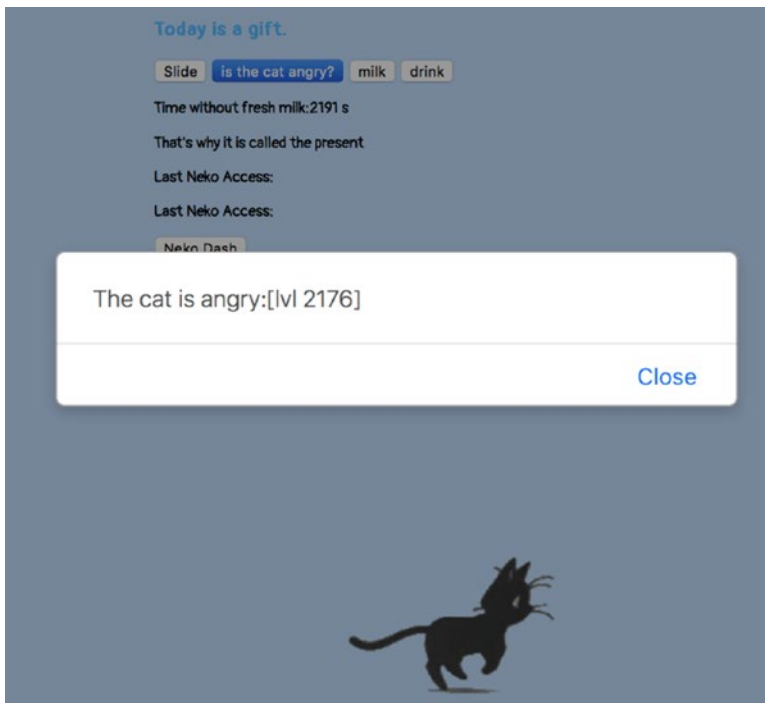 Today is a gift.
Slide is the cat angry? milk drink
Time without fresh milk:2191 s
That's why it is called the present
Last Neko Access:
Last Neko Access:
Neko Dash
The cat is angry:[lvl 2176]
Close